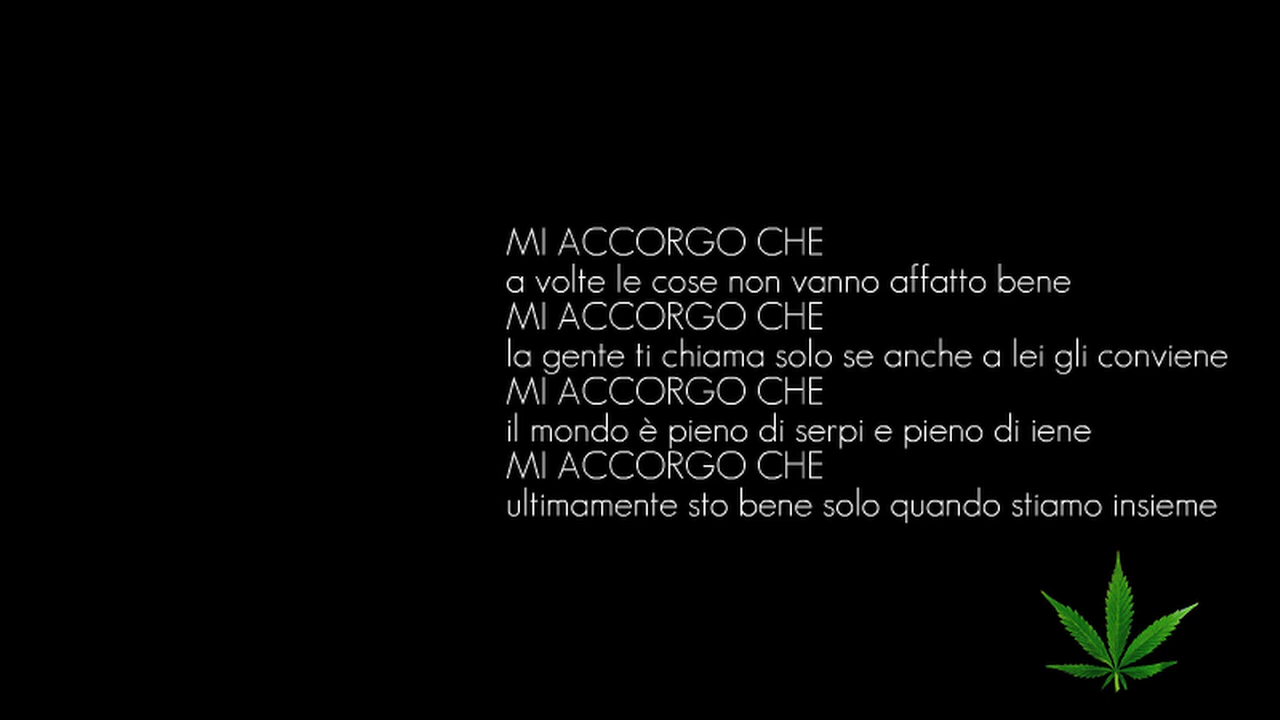 MI ACCORGO CHE
a volte le cose non vanno affatto bene
MI ACCORGO CHE
la gente ti chiama solo se anche a lei gli conviene
MI ACCORGO CHE
il mondo è pieno di serpi e pieno di iene
MI ACCORGO CHE
ultimamente sto bene solo quando stiamo insieme